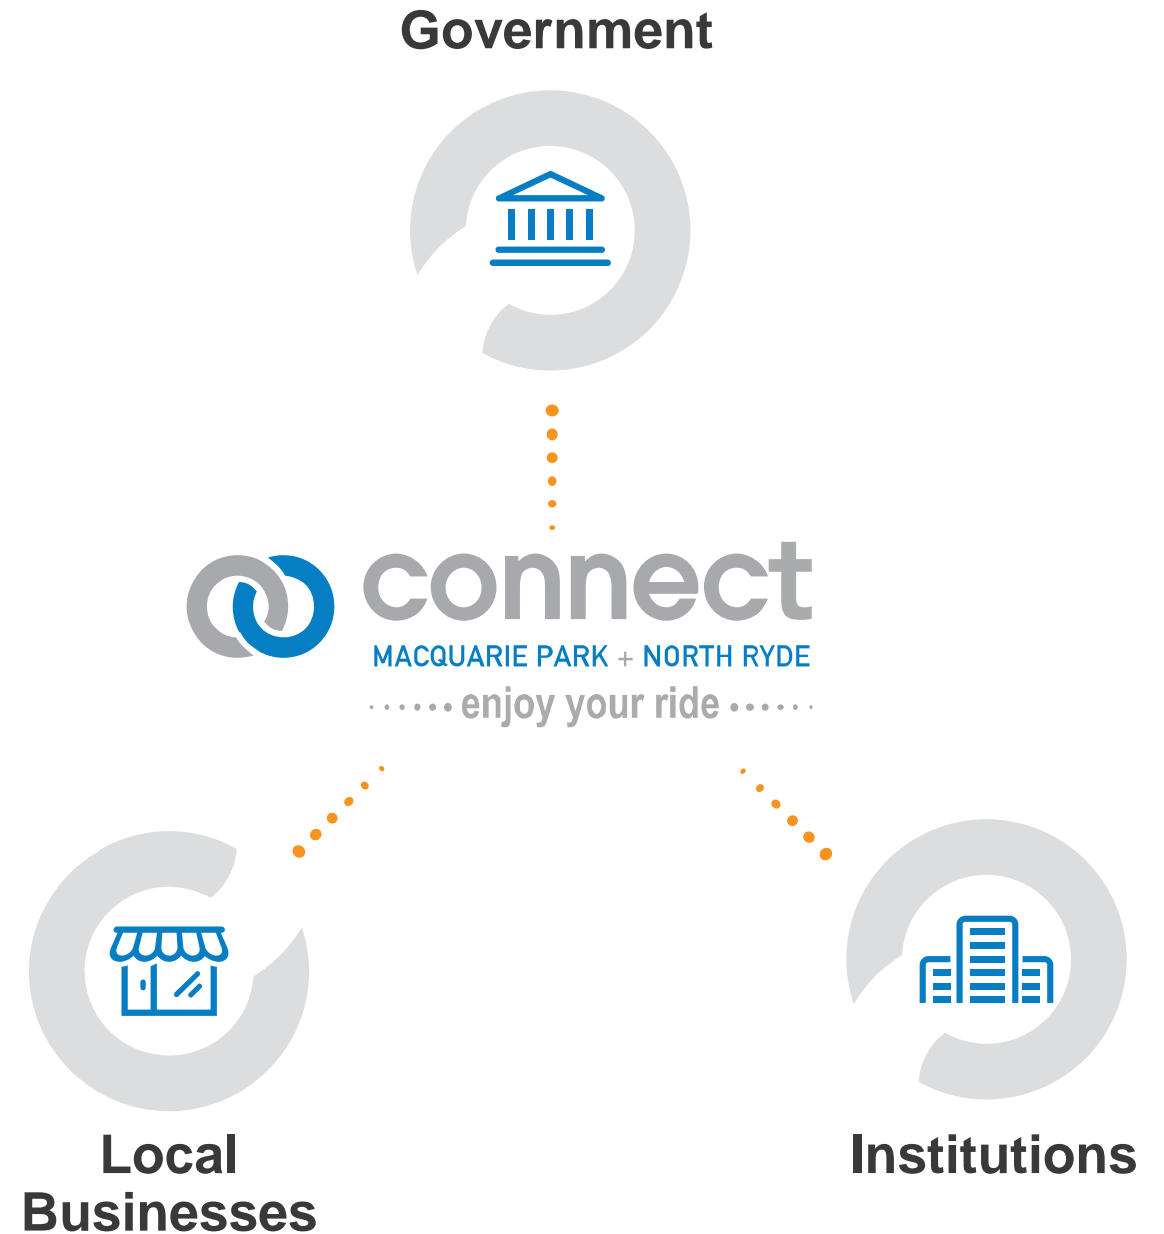 Government
connect
MACQUARIE PARK + NORTH RYDE
enjoy your ride
Local
Businesses
Institutions